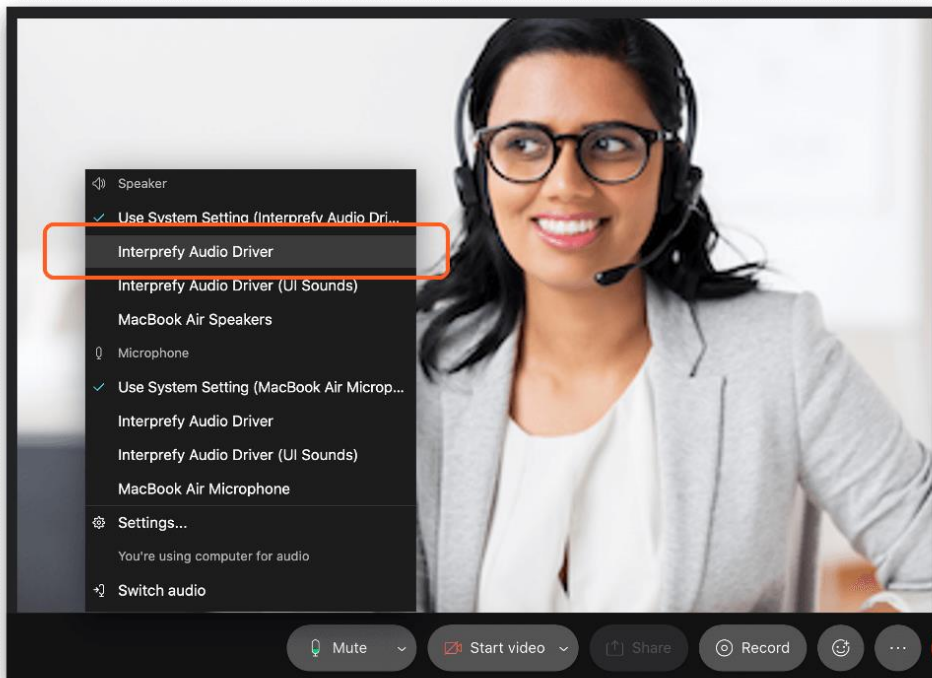 Speaker
Use System Setting (Interprefy Audio Dri...
Interprefy Audio Driver
Interprefy Audio Driver (UI Sounds)
MacBook Air Speakers
Microphone
Use System Setting (MacBook Air Microp...
Interprefy Audio Driver
Interprefy Audio Driver (UI Sounds)
MacBook Air Microphone
Settings...
You're using computer for audio
Switch audio
Mute
Start video
Share
Record